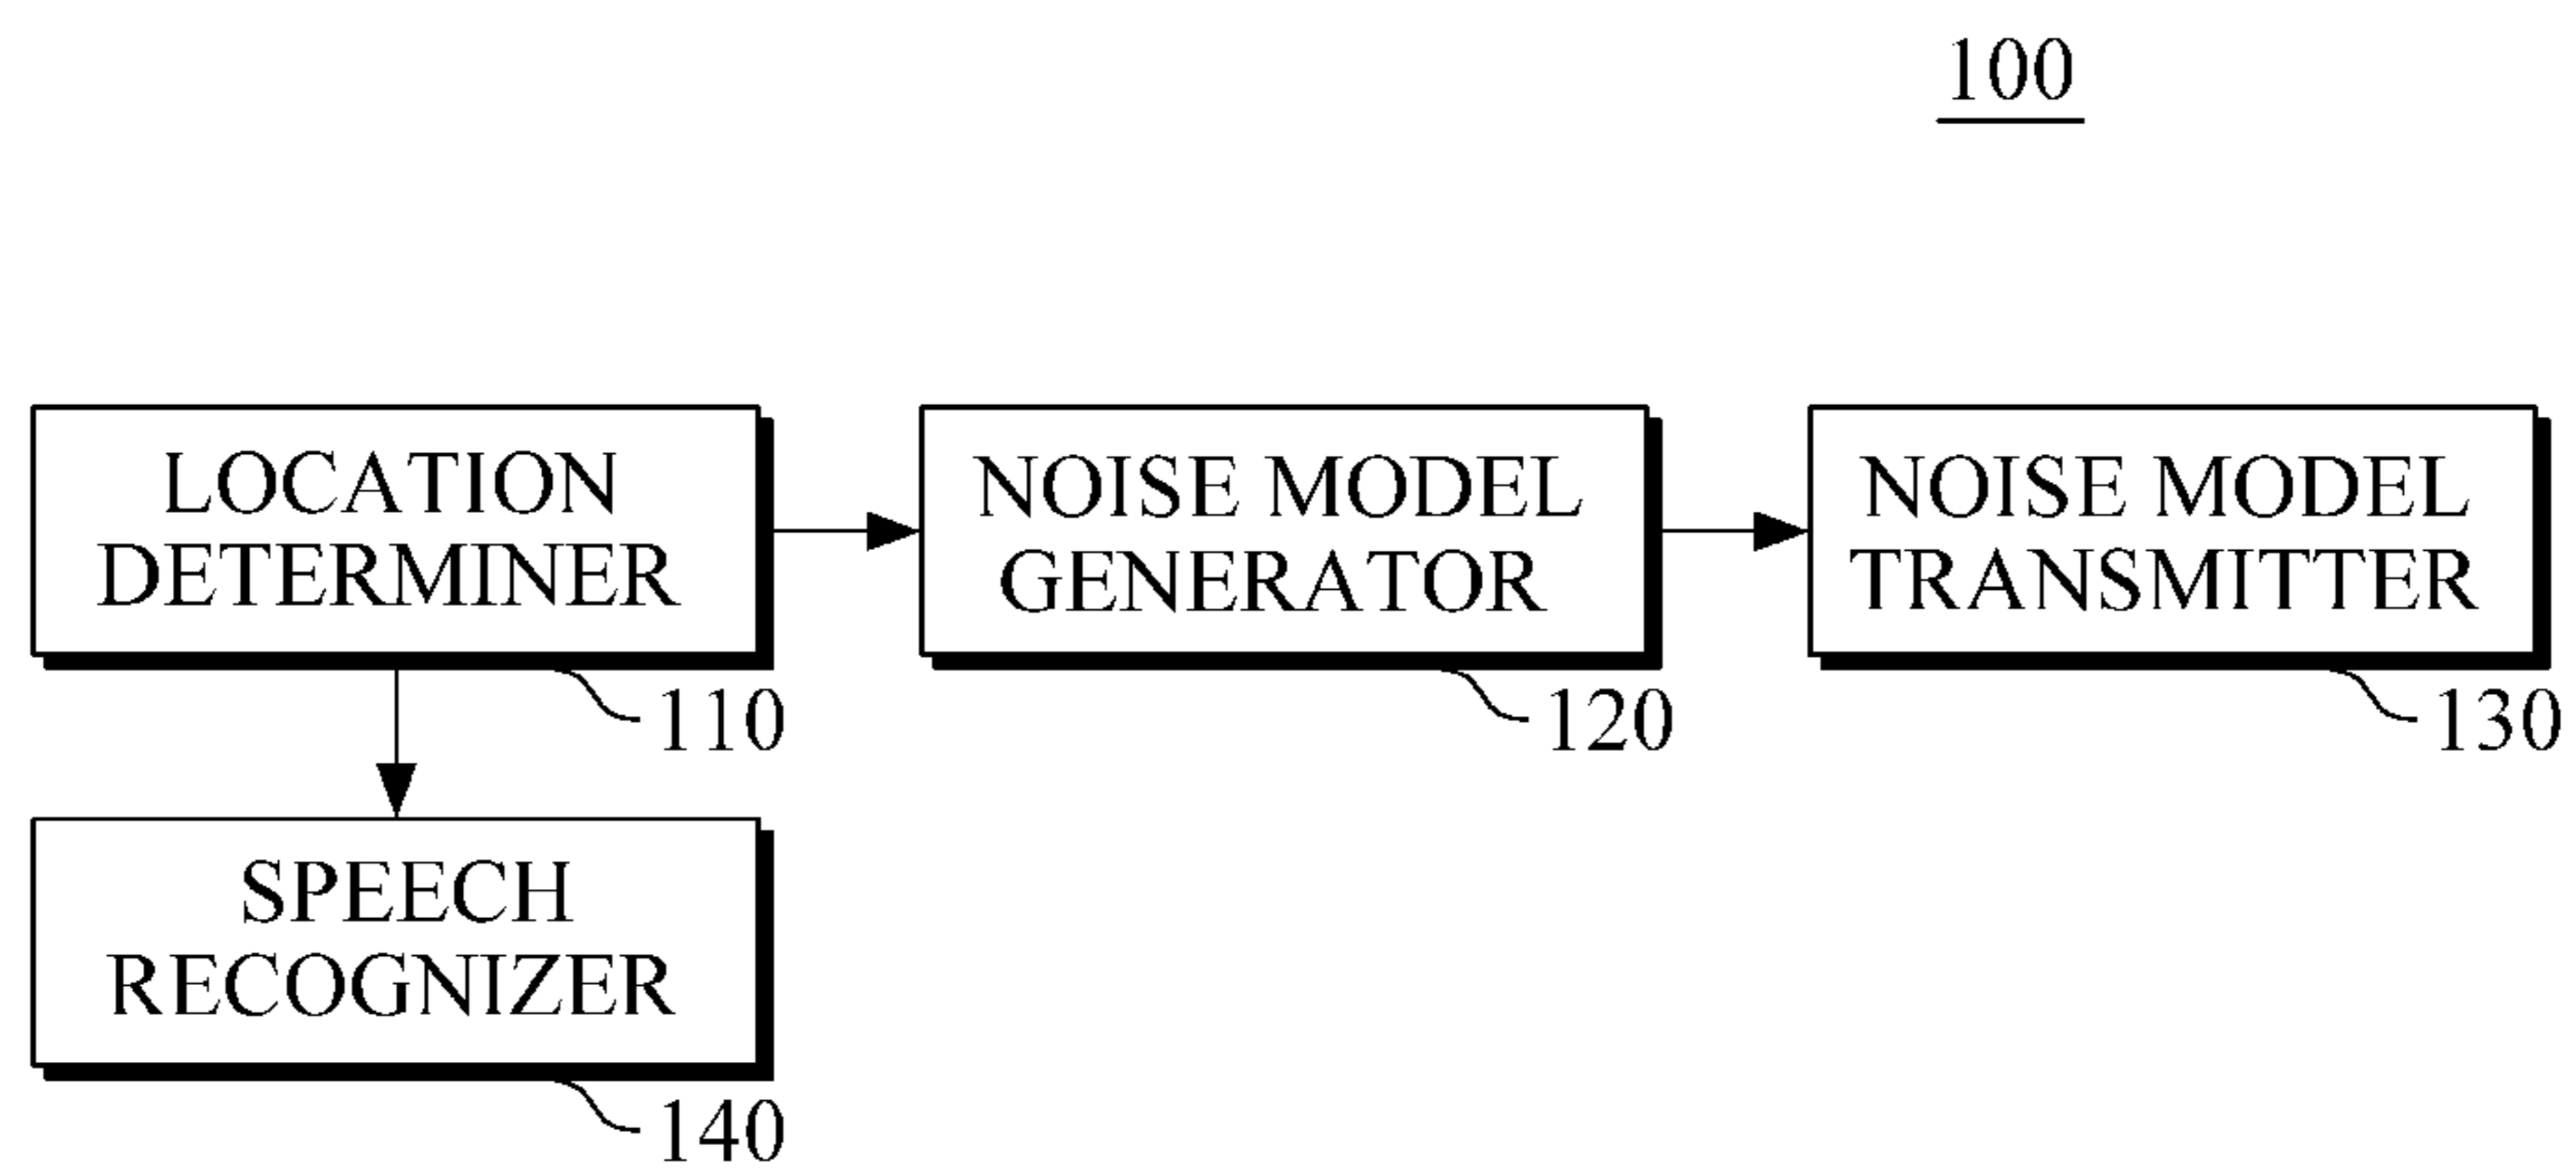 100
LOCATION
DETERMINER
110
NOISE MODEL
GENERATOR
120
NOISE MODEL
TRANSMITTER
130
SPEECH
RECOGNIZER
140